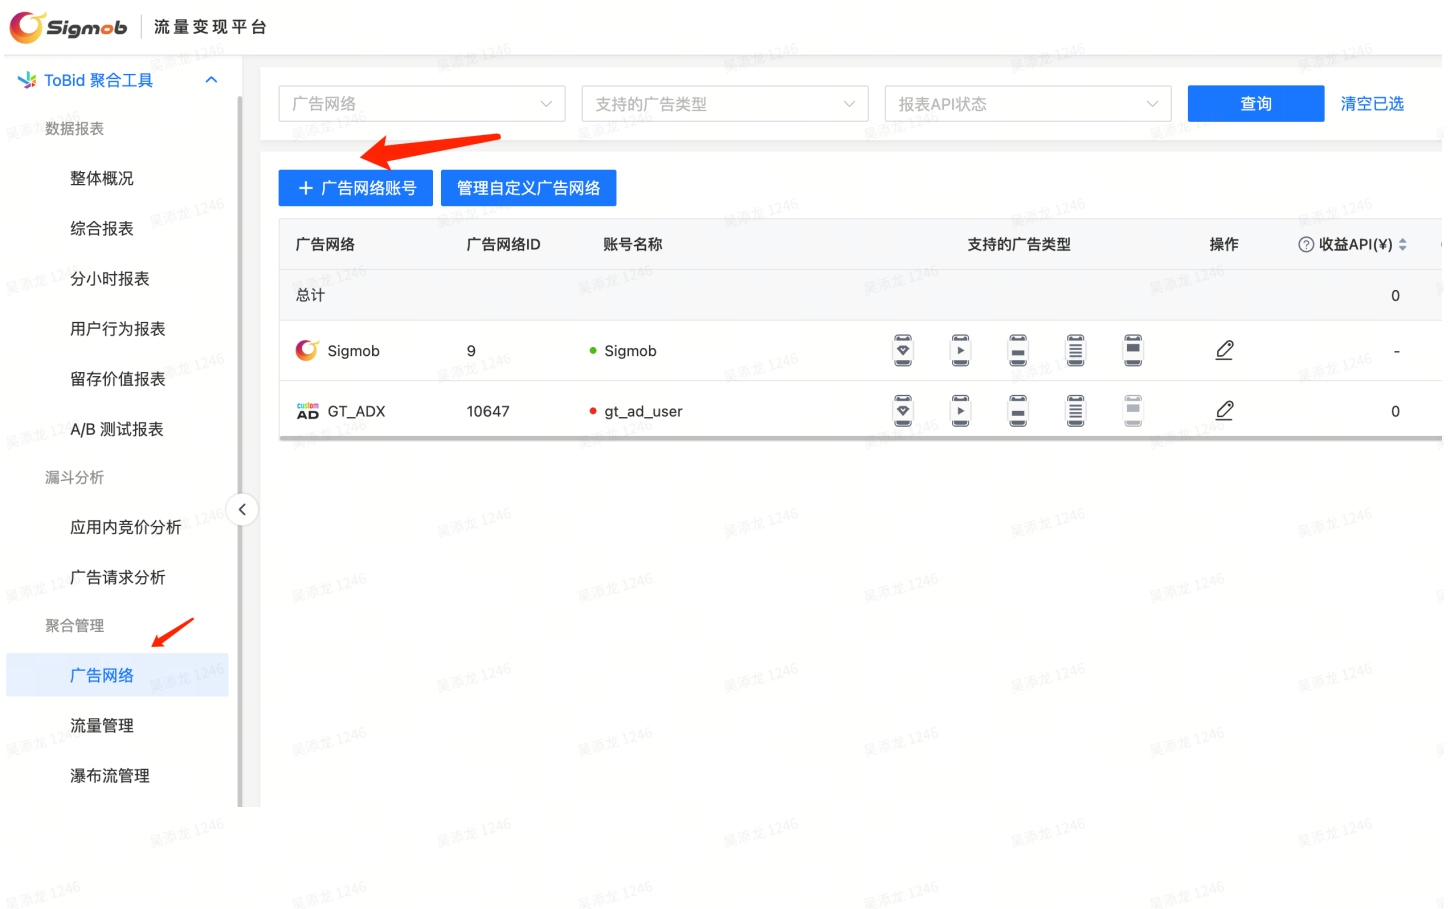 Sigmob 流量变现平台
ToBid 聚合工具
数据报表
整体概况
综合报表
分小时报表
用户行为报表
留存价值报表
A/B 测试报表
漏斗分析
应用内竞价分析
广告请求分析
聚合管理
广告网络
流量管理
瀑布流管理
广告网络 支持的广告类型 报表API状态 查询 清空已选
+ 广告网络账号 管理自定义广告网络
广告网络 广告网络ID 账号名称 支持的广告类型 操作 ? 收益API(¥)
总计 0
Sigmob 9 Sigmob -
custom AD GT_ADX 10647 gt_ad_user 0
吴添龙 1246